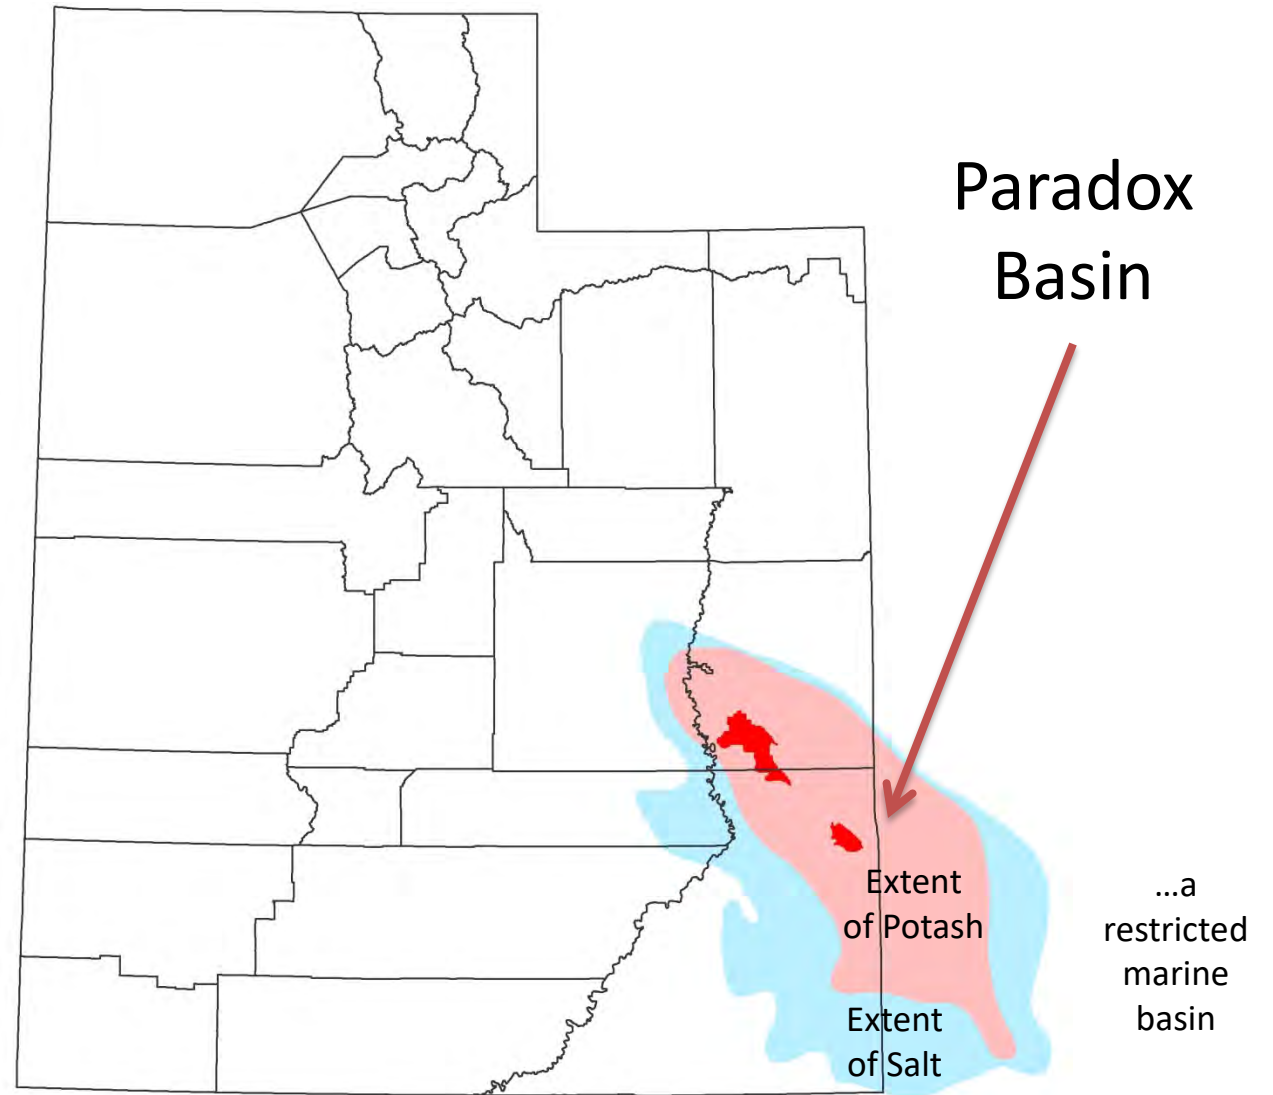 Paradox
Basin
Extent
of Potash
…a
restricted
marine
basin
Extent
of Salt